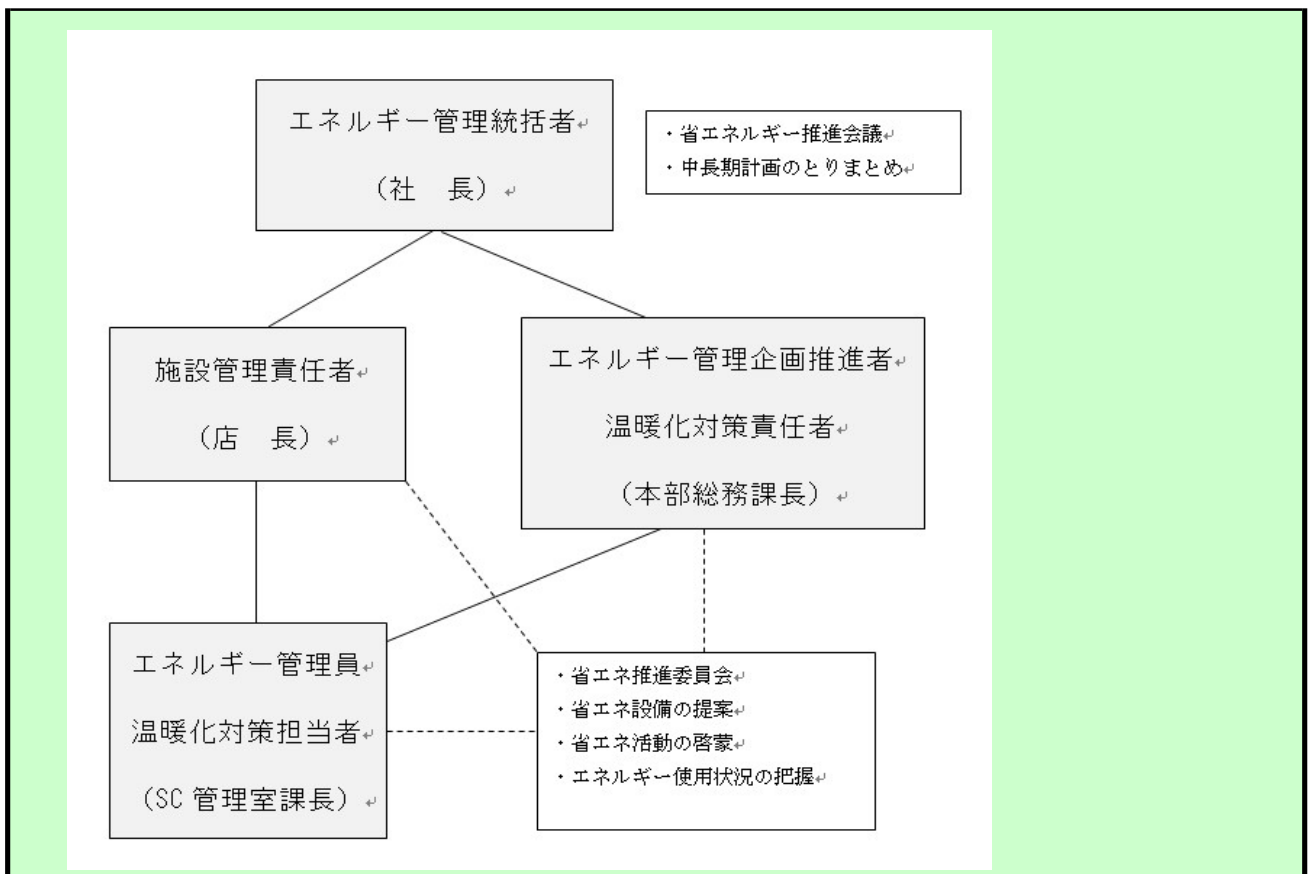 エネルギー管理統括者
（社　長）
・省エネルギー推進会議
・中長期計画のとりまとめ
施設管理責任者
（店　長）
エネルギー管理企画推進者
温暖化対策責任者
（本部総務課長）
エネルギー管理員
温暖化対策担当者
（SC 管理室課長）
・省エネ推進委員会
・省エネ設備の提案
・省エネ活動の啓蒙
・エネルギー使用状況の把握